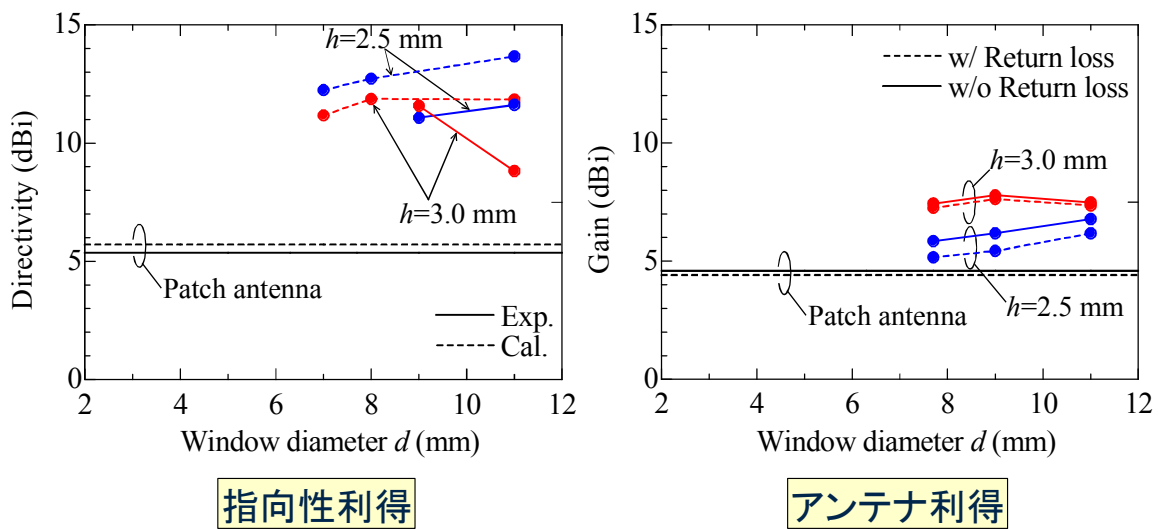 15
10
5
0
2
4
6
8
10
12
Directivity (dBi)
Window diameter d (mm)
h=2.5 mm
h=3.0 mm
Patch antenna
Exp.
Cal.
指向性利得
15
10
5
0
2
4
6
8
10
12
Gain (dBi)
Window diameter d (mm)
w/ Return loss
w/o Return loss
h=3.0 mm
h=2.5 mm
Patch antenna
アンテナ利得